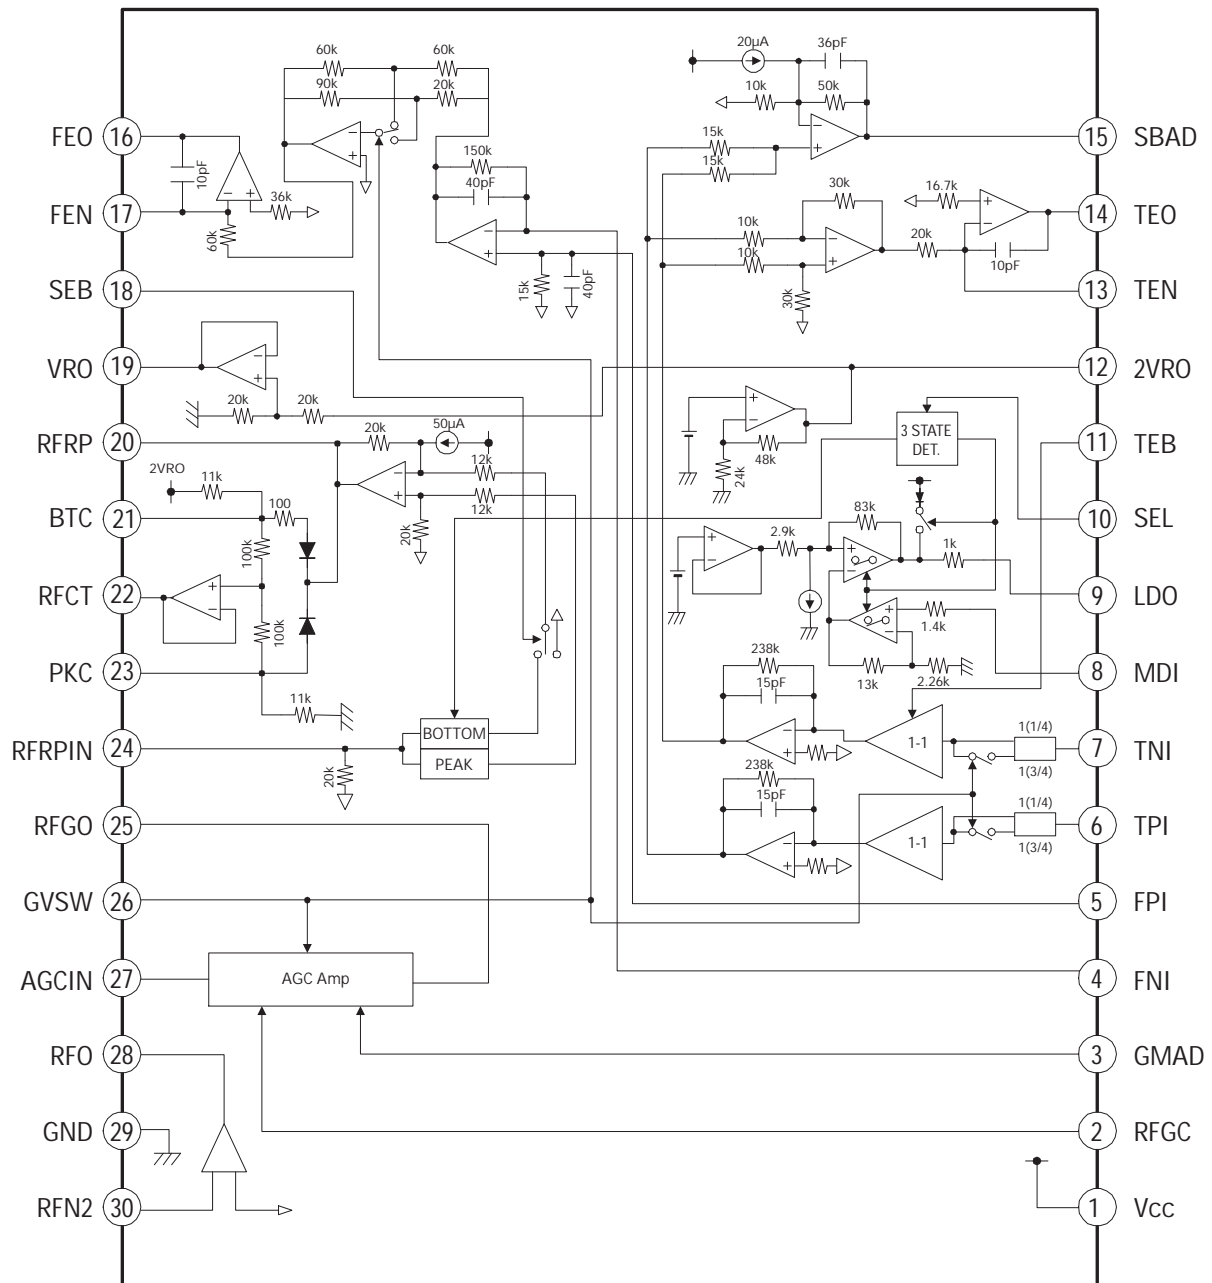 60k
60k
90k
20k
FEO 16
10pF
36k
FEN 17
60k
150k
40pF
15k
40pF
SEB 18
VRO 19
20k
20k
RFRP 20
20k
50µA
2VRO
11k
12k
12k
20k
BTC 21
100
100k
RFCT 22
100k
PKC 23
11k
RFRPIN 24
BOTTOM
PEAK
20k
RFGO 25
GVSW 26
AGCIN 27
AGC Amp
RFO 28
GND 29
RFN2 30
20µA
36pF
10k
50k
15k
15k
15 SBAD
30k
16.7k
14 TEO
10k
10k
20k
10pF
30k
13 TEN
12 2VRO
48k
24k
3 STATE
DET.
11 TEB
83k
2.9k
1k
10 SEL
9 LDO
1.4k
13k
2.26k
8 MDI
238k
15pF
1-1
1(1/4)
7 TNI
1(3/4)
238k
15pF
1-1
1(1/4)
6 TPI
1(3/4)
5 FPI
4 FNI
3 GMAD
2 RFGC
1 Vcc